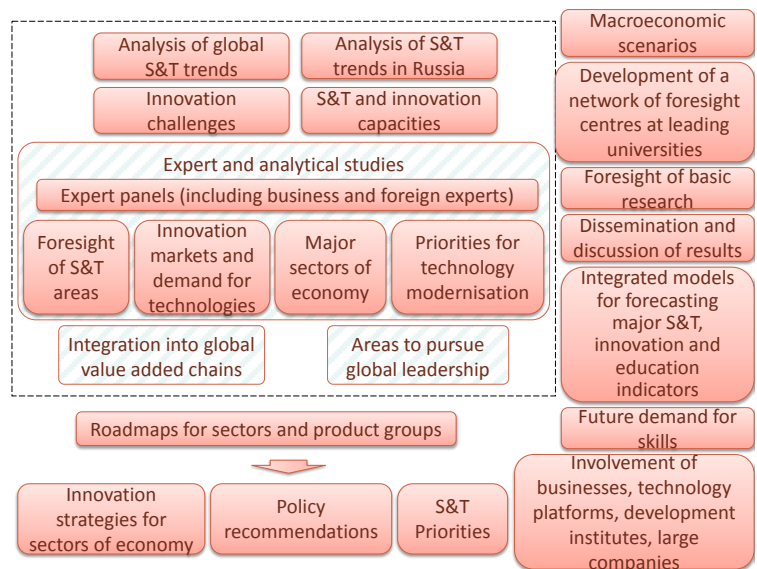 Analysis of global
S&T trends
Analysis of S&T
trends in Russia
Innovation
challenges
S&T and innovation
capacities
Expert and analytical studies
Expert panels (including business and foreign experts)
Foresight
of S&T
areas
Innovation
markets and
demand for
technologies
Major
sectors of
economy
Priorities for
technology
modernisation
Integration into global
value added chains
Areas to pursue
global leadership
Roadmaps for sectors and product groups
Innovation
strategies for
sectors of economy
Policy
recommendations
S&T
Priorities
Macroeconomic
scenarios
Development of a
network of foresight
centres at leading
universities
Foresight of basic
research
Dissemination and
discussion of results
Integrated models
for forecasting
major S&T,
innovation and
education
indicators
Future demand for
skills
Involvement of
businesses, technology
platforms, development
institutes, large
companies